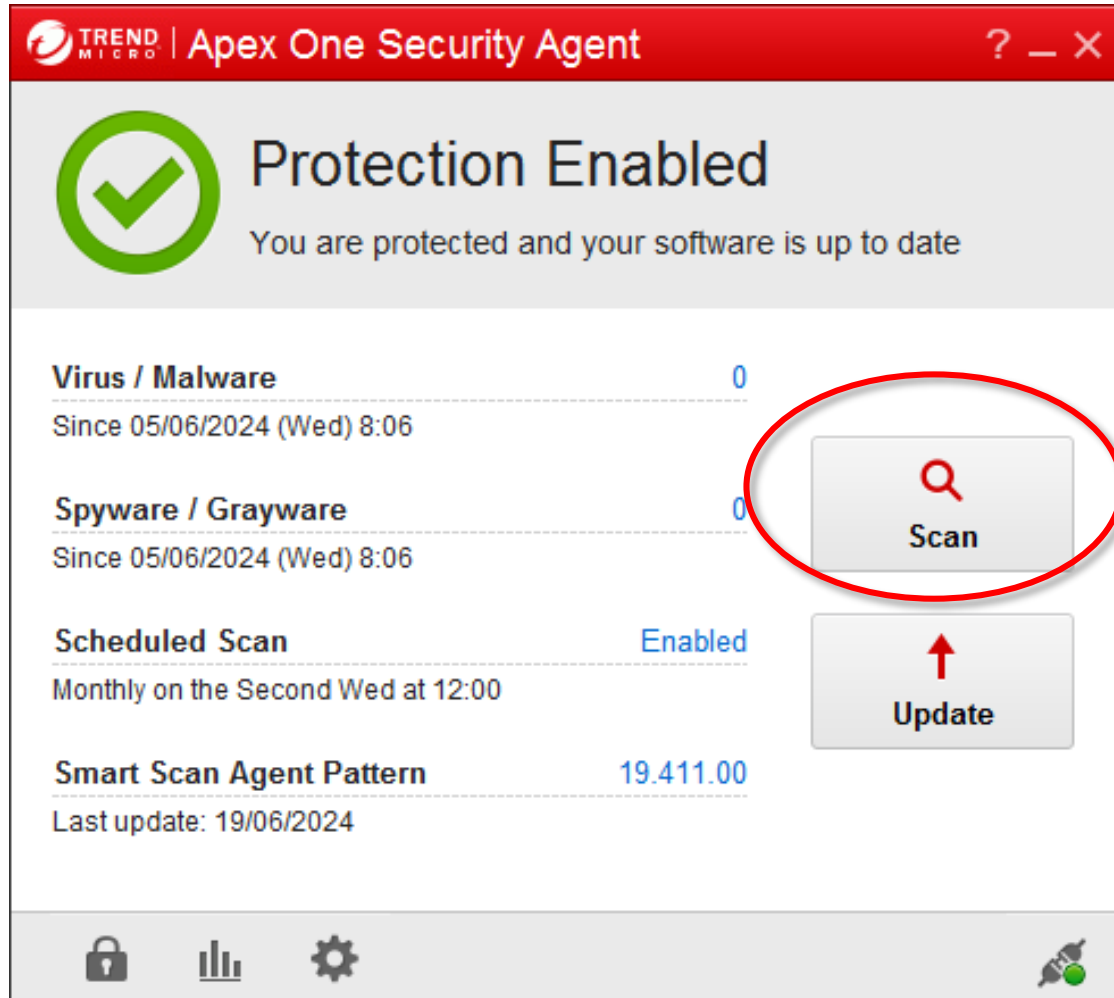 TREND MICRO | Apex One Security Agent ? – ×
Protection Enabled
You are protected and your software is up to date
Virus / Malware 0
Since 05/06/2024 (Wed) 8:06
Spyware / Grayware 0
Since 05/06/2024 (Wed) 8:06
Scan
Scheduled Scan Enabled
Monthly on the Second Wed at 12:00
Update
Smart Scan Agent Pattern 19.411.00
Last update: 19/06/2024